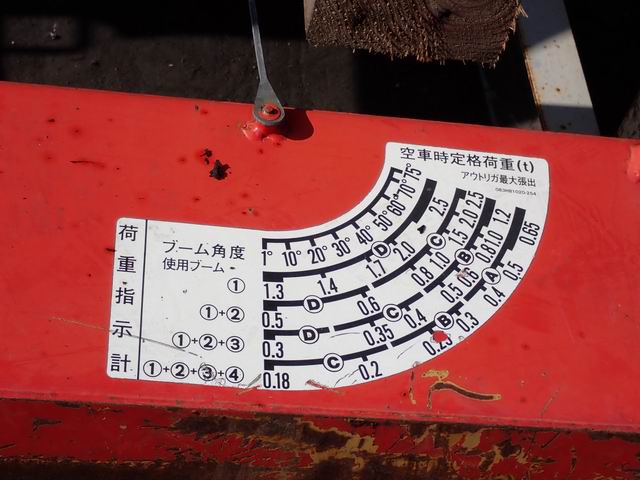 空車時定格荷重(t)
アウトリガ最大張出
荷重指示計
ブーム角度
使用ブーム
1° 10° 20° 30° 40° 50° 60° 70° 75°
① 1.3 1.4 1.7 2.0 2.5
①+② 0.5 0.6 0.8 1.0 1.5 2.0 2.5
①+②+③ 0.3 0.35 0.4 0.5 0.8 1.0 1.2
①+②+③+④ 0.18 0.2 0.25 0.3 0.4 0.5 0.65
D C B A
D C B
D C B
C